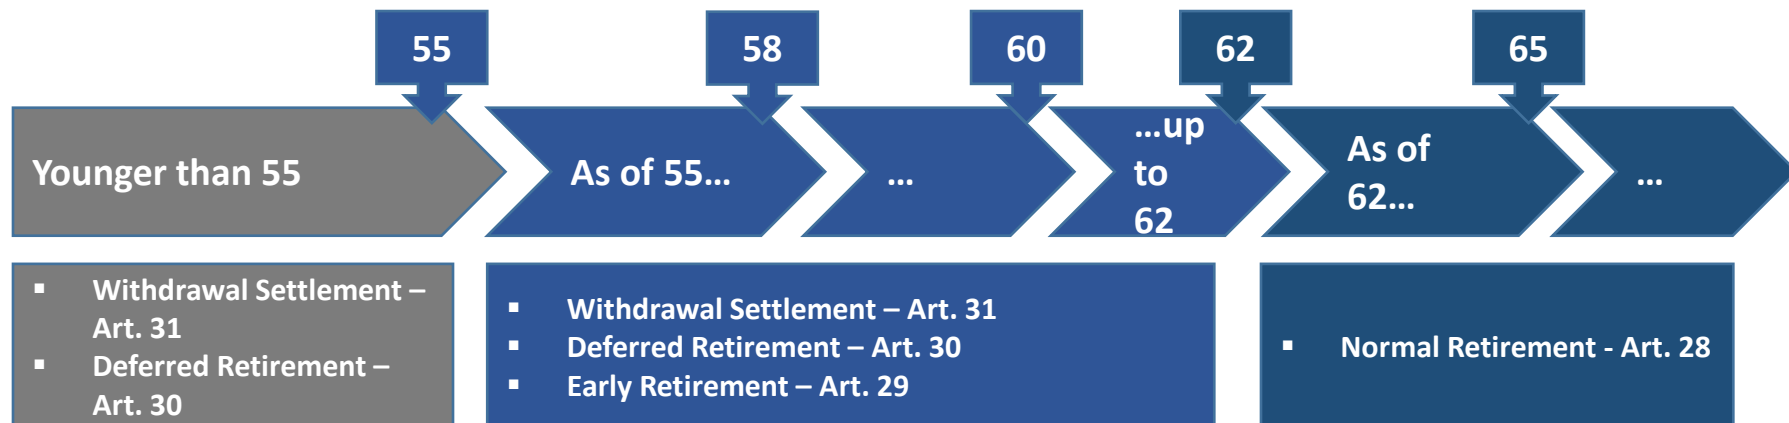 55
58
60
62
65
Younger than 55
As of 55...
...
...up
to
62
As of
62...
...
▪ Withdrawal Settlement –
Art. 31
▪ Deferred Retirement –
Art. 30
▪ Withdrawal Settlement – Art. 31
▪ Deferred Retirement – Art. 30
▪ Early Retirement – Art. 29
▪ Normal Retirement - Art. 28